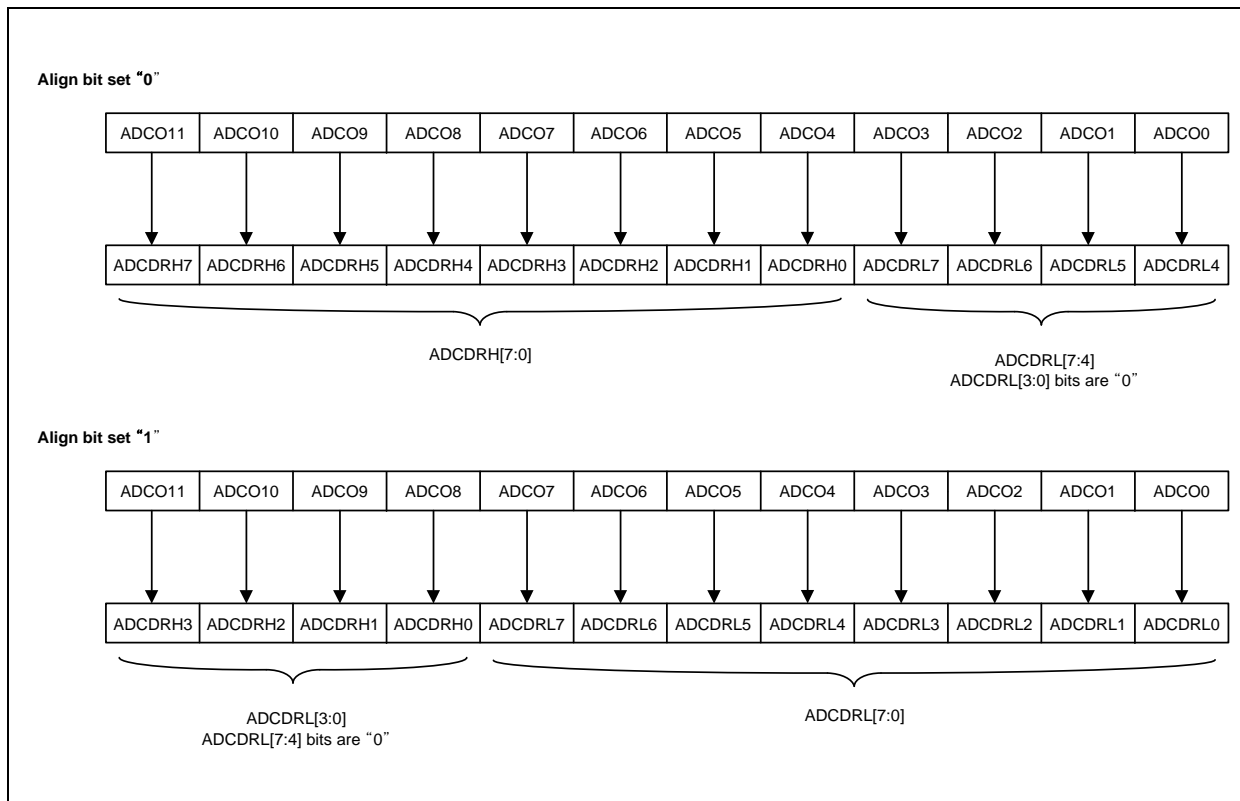 Align bit set “0”
ADCO11 ADCO10 ADCO9 ADCO8 ADCO7 ADCO6 ADCO5 ADCO4 ADCO3 ADCO2 ADCO1 ADCO0
ADCDRH7 ADCDRH6 ADCDRH5 ADCDRH4 ADCDRH3 ADCDRH2 ADCDRH1 ADCDRH0 ADCDRL7 ADCDRL6 ADCDRL5 ADCDRL4
ADCDRH[7:0]
ADCDRL[7:4]
ADCDRL[3:0] bits are “0”
Align bit set “1”
ADCO11 ADCO10 ADCO9 ADCO8 ADCO7 ADCO6 ADCO5 ADCO4 ADCO3 ADCO2 ADCO1 ADCO0
ADCDRH3 ADCDRH2 ADCDRH1 ADCDRH0 ADCDRL7 ADCDRL6 ADCDRL5 ADCDRL4 ADCDRL3 ADCDRL2 ADCDRL1 ADCDRL0
ADCDRL[3:0]
ADCDRL[7:4] bits are “0”
ADCDRL[7:0]